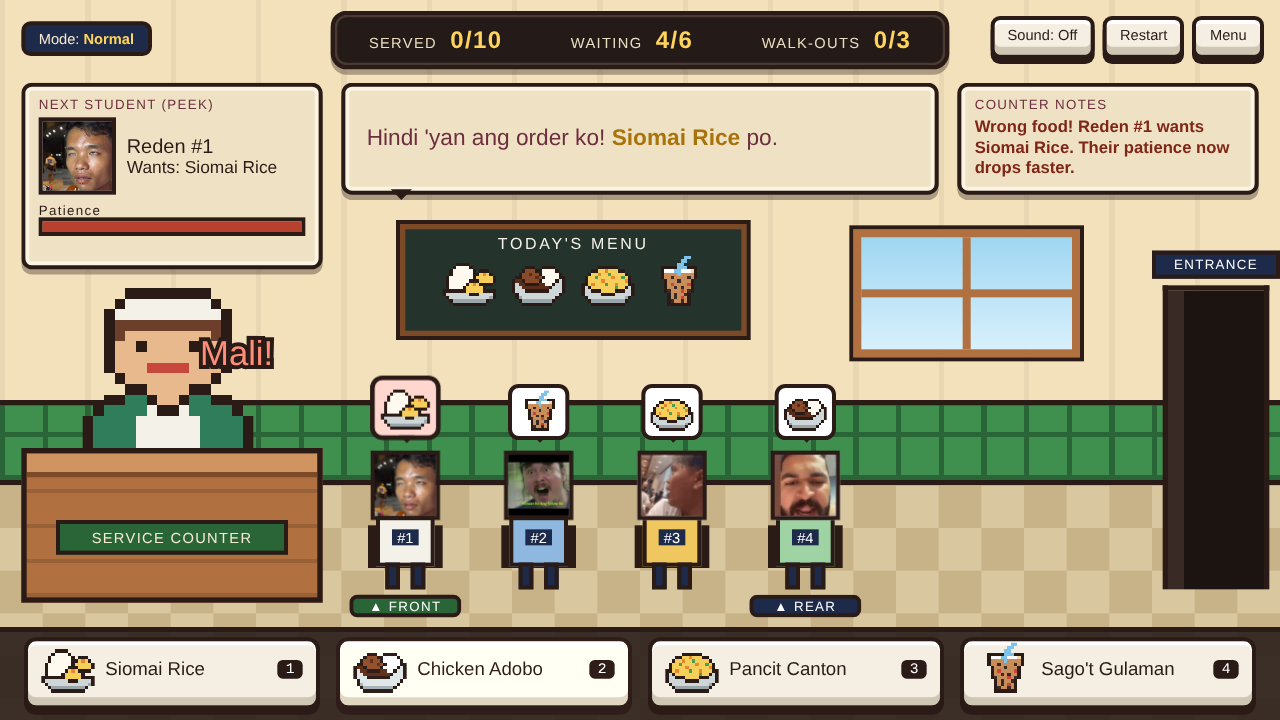 Mode: Normal
SERVED 0/10 WAITING 4/6 WALK-OUTS 0/3
Sound: Off
Restart
Menu
NEXT STUDENT (PEEK)
Reden #1
Wants: Siomai Rice
Patience
Hindi 'yan ang order ko! Siomai Rice po.
COUNTER NOTES
Wrong food! Reden #1 wants
Siomai Rice. Their patience now
drops faster.
TODAY'S MENU
ENTRANCE
Mali!
SERVICE COUNTER
#1
#2
#3
#4
▲ FRONT
▲ REAR
Siomai Rice 1
Chicken Adobo 2
Pancit Canton 3
Sago't Gulaman 4